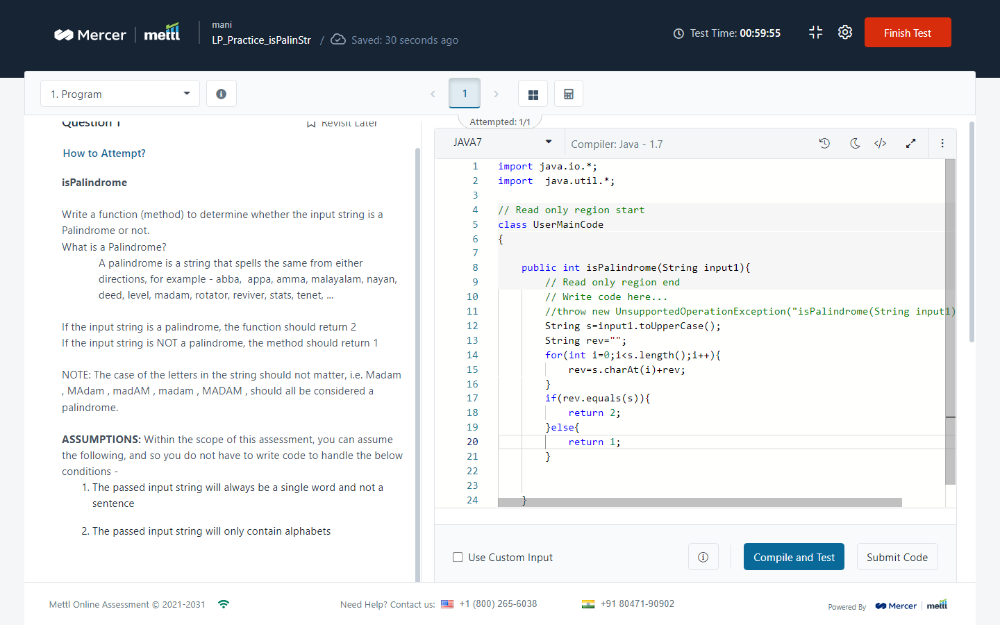 Mercer mettl
mani
LP_Practice_isPalinStr / Saved: 30 seconds ago
Test Time: 00:59:55
Finish Test
1. Program
1
Attempted: 1/1
Question 1
Revisit Later
How to Attempt?
isPalindrome
Write a function (method) to determine whether the input string is a
Palindrome or not.
What is a Palindrome?
A palindrome is a string that spells the same from either
directions, for example - abba,  appa, amma, malayalam, nayan,
deed, level, madam, rotator, reviver, stats, tenet, ...
If the input string is a palindrome, the function should return 2
If the input string is NOT a palindrome, the method should return 1
NOTE: The case of the letters in the string should not matter, i.e. Madam
, MAdam , madAM , madam , MADAM , should all be considered a
palindrome.
ASSUMPTIONS: Within the scope of this assessment, you can assume
the following, and so you do not have to write code to handle the below
conditions -
1. The passed input string will always be a single word and not a
sentence
2. The passed input string will only contain alphabets
JAVA7
Compiler: Java - 1.7
1 import java.io.*;
2 import  java.util.*;
3
4 // Read only region start
5 class UserMainCode
6 {
7
8     public int isPalindrome(String input1){
9         // Read only region end
10         // Write code here...
11         //throw new UnsupportedOperationException("isPalindrome(String input1)
12         String s=input1.toUpperCase();
13         String rev="";
14         for(int i=0;i<s.length();i++){
15             rev=s.charAt(i)+rev;
16         }
17         if(rev.equals(s)){
18             return 2;
19         }else{
20             return 1;
21         }
22
23
24     }
Use Custom Input
Compile and Test
Submit Code
Mettl Online Assessment © 2021-2031
Need Help? Contact us: +1 (800) 265-6038
+91 80471-90902
Powered By Mercer mettl